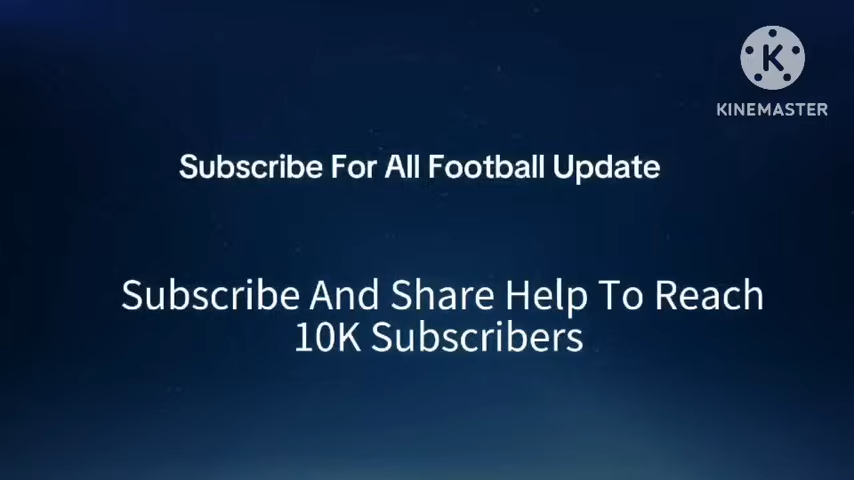 K
KINEMASTER
Subscribe For All Football Update
Subscribe And Share Help To Reach
10K Subscribers